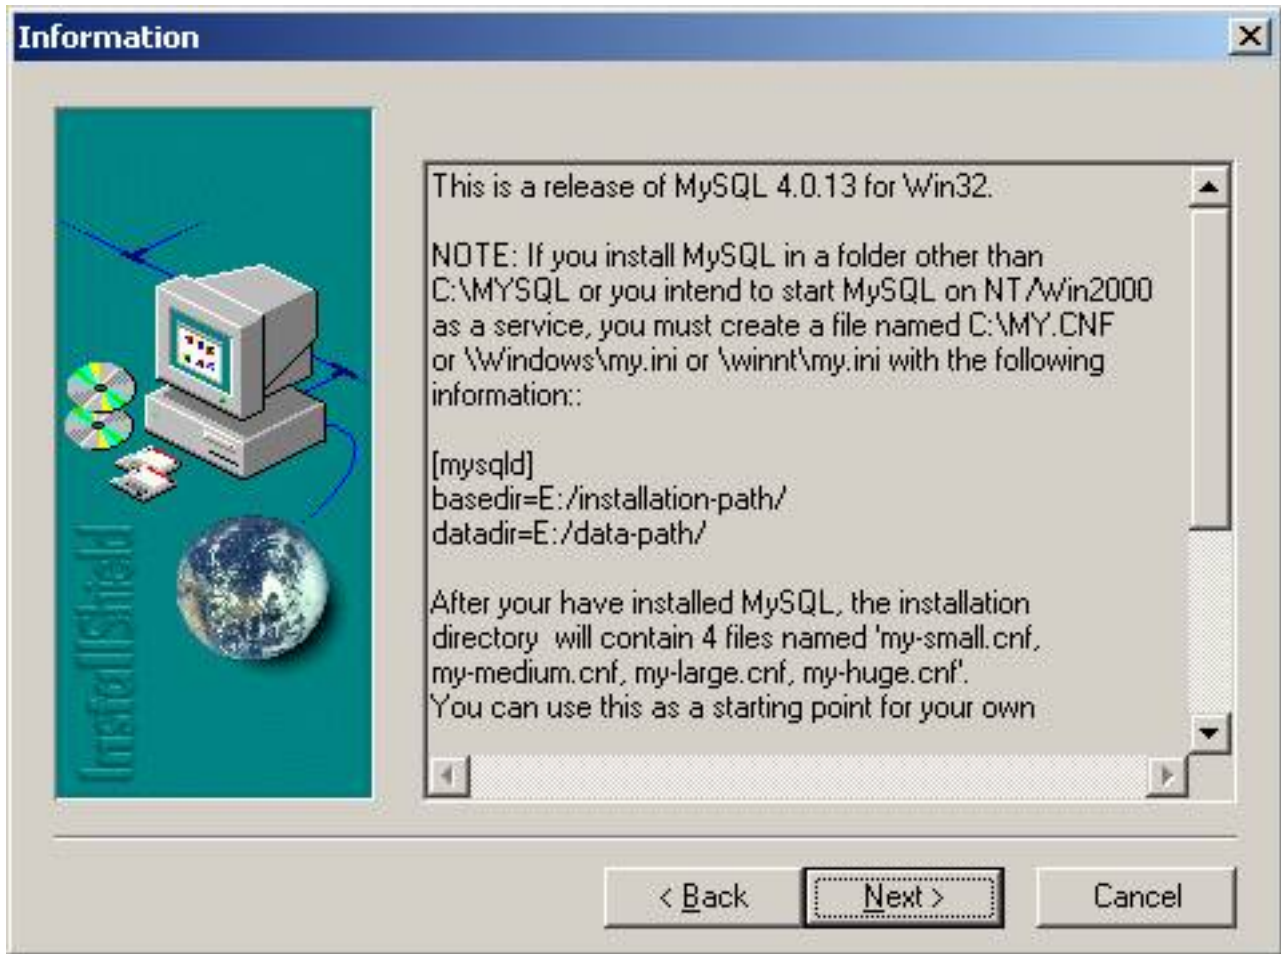 Information
This is a release of MySQL 4.0.13 for Win32.
NOTE: If you install MySQL in a folder other than
C:\MYSQL or you intend to start MySQL on NT/Win2000
as a service, you must create a file named C:\MY.CNF
or \Windows\my.ini or \winnt\my.ini with the following
information::
[mysqld]
basedir=E:/installation-path/
datadir=E:/data-path/
After your have installed MySQL, the installation
directory  will contain 4 files named 'my-small.cnf,
my-medium.cnf, my-large.cnf, my-huge.cnf'.
You can use this as a starting point for your own
InstallShield
< Back
Next >
Cancel